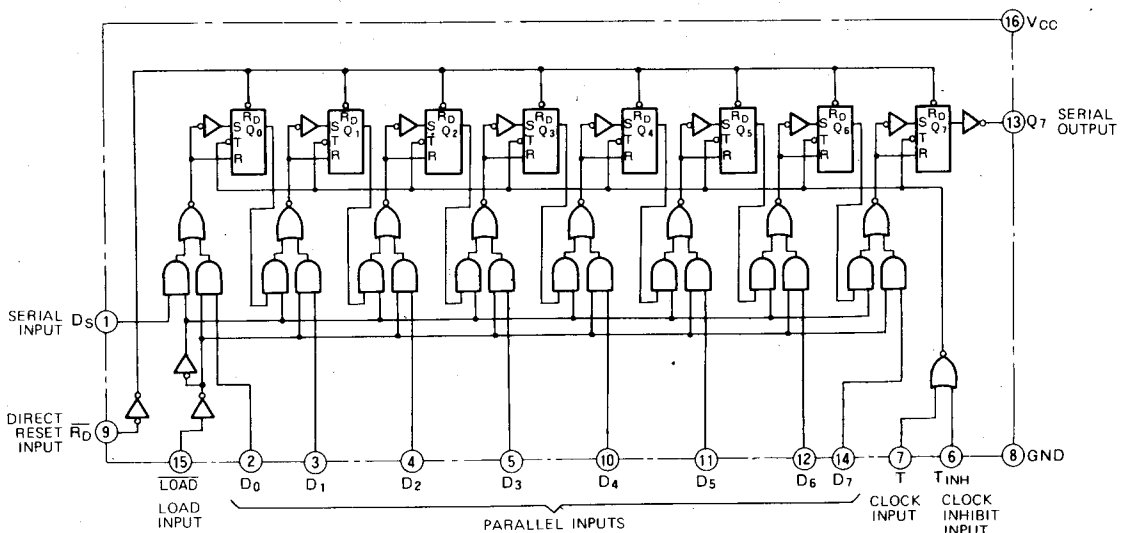 16 VCC
RD RD RD RD RD RD RD RD
S Q0 S Q1 S Q2 S Q3 S Q4 S Q5 S Q6 S Q7
T T T T T T T T
R R R R R R R R
13 Q7 SERIAL OUTPUT
SERIAL INPUT DS 1
DIRECT RESET INPUT R̅D̅ 9
15 2 3 4 5 10 11 12 14 7 6 8 GND
L̅O̅A̅D̅ D0 D1 D2 D3 D4 D5 D6 D7 T TINH
LOAD INPUT
PARALLEL INPUTS
CLOCK INPUT
CLOCK INHIBIT INPUT